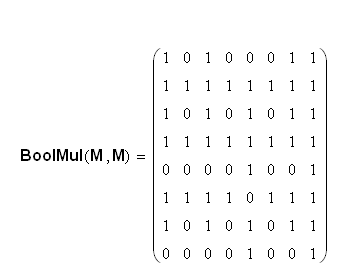 1 0 1 0 0 0 1 1
1 1 1 1 1 1 1 1
1 0 1 0 1 0 1 1
BoolMul(M,M) = 1 1 1 1 1 1 1 1
0 0 0 0 1 0 0 1
1 1 1 1 0 1 1 1
1 0 1 0 1 0 1 1
0 0 0 0 1 0 0 1